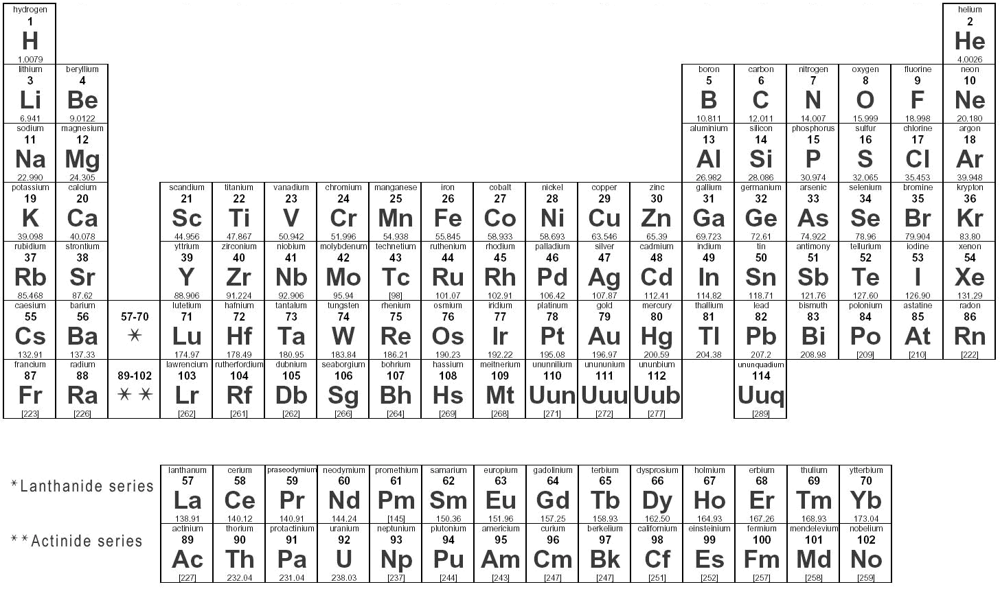 hydrogen helium
1 2
H He
1.0079 4.0026
lithium beryllium boron carbon nitrogen oxygen fluorine neon
3 4 5 6 7 8 9 10
Li Be B C N O F Ne
6.941 9.0122 10.811 12.011 14.007 15.999 18.998 20.180
sodium magnesium aluminium silicon phosphorus sulfur chlorine argon
11 12 13 14 15 16 17 18
Na Mg Al Si P S Cl Ar
22.990 24.305 26.982 28.086 30.974 32.065 35.453 39.948
potassium calcium scandium titanium vanadium chromium manganese iron cobalt nickel copper zinc gallium germanium arsenic selenium bromine krypton
19 20 21 22 23 24 25 26 27 28 29 30 31 32 33 34 35 36
K Ca Sc Ti V Cr Mn Fe Co Ni Cu Zn Ga Ge As Se Br Kr
39.098 40.078 44.956 47.867 50.942 51.996 54.938 55.845 58.933 58.693 63.546 65.39 69.723 72.61 74.922 78.96 79.904 83.80
rubidium strontium yttrium zirconium niobium molybdenum technetium ruthenium rhodium palladium silver cadmium indium tin antimony tellurium iodine xenon
37 38 39 40 41 42 43 44 45 46 47 48 49 50 51 52 53 54
Rb Sr Y Zr Nb Mo Tc Ru Rh Pd Ag Cd In Sn Sb Te I Xe
85.468 87.62 88.906 91.224 92.906 95.94 [98] 101.07 102.91 106.42 107.87 112.41 114.82 118.71 121.76 127.60 126.90 131.29
caesium barium lutetium hafnium tantalum tungsten rhenium osmium iridium platinum gold mercury thallium lead bismuth polonium astatine radon
55 56 57-70 71 72 73 74 75 76 77 78 79 80 81 82 83 84 85 86
Cs Ba * Lu Hf Ta W Re Os Ir Pt Au Hg Tl Pb Bi Po At Rn
132.91 137.33 174.97 178.49 180.95 183.84 186.21 190.23 192.22 195.08 196.97 200.59 204.38 207.2 208.98 [209] [210] [222]
francium radium lawrencium rutherfordium dubnium seaborgium bohrium hassium meitnerium ununnilium unununium ununbium ununquadium
87 88 89-102 103 104 105 106 107 108 109 110 111 112 114
Fr Ra * * Lr Rf Db Sg Bh Hs Mt Uun Uuu Uub Uuq
[223] [226] [262] [261] [262] [266] [264] [269] [268] [271] [272] [277] [289]
*Lanthanide series
lanthanum cerium praseodymium neodymium promethium samarium europium gadolinium terbium dysprosium holmium erbium thulium ytterbium
57 58 59 60 61 62 63 64 65 66 67 68 69 70
La Ce Pr Nd Pm Sm Eu Gd Tb Dy Ho Er Tm Yb
138.91 140.12 140.91 144.24 [145] 150.36 151.96 157.25 158.93 162.50 164.93 167.26 168.93 173.04
**Actinide series
actinium thorium protactinium uranium neptunium plutonium americium curium berkelium californium einsteinium fermium mendelevium nobelium
89 90 91 92 93 94 95 96 97 98 99 100 101 102
Ac Th Pa U Np Pu Am Cm Bk Cf Es Fm Md No
[227] 232.04 231.04 238.03 [237] [244] [243] [247] [247] [251] [252] [257] [258] [259]